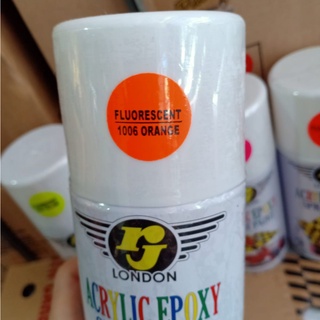 FLUORESCENT
1006 ORANGE
rj
LONDON
ACRYLIC EPOXY